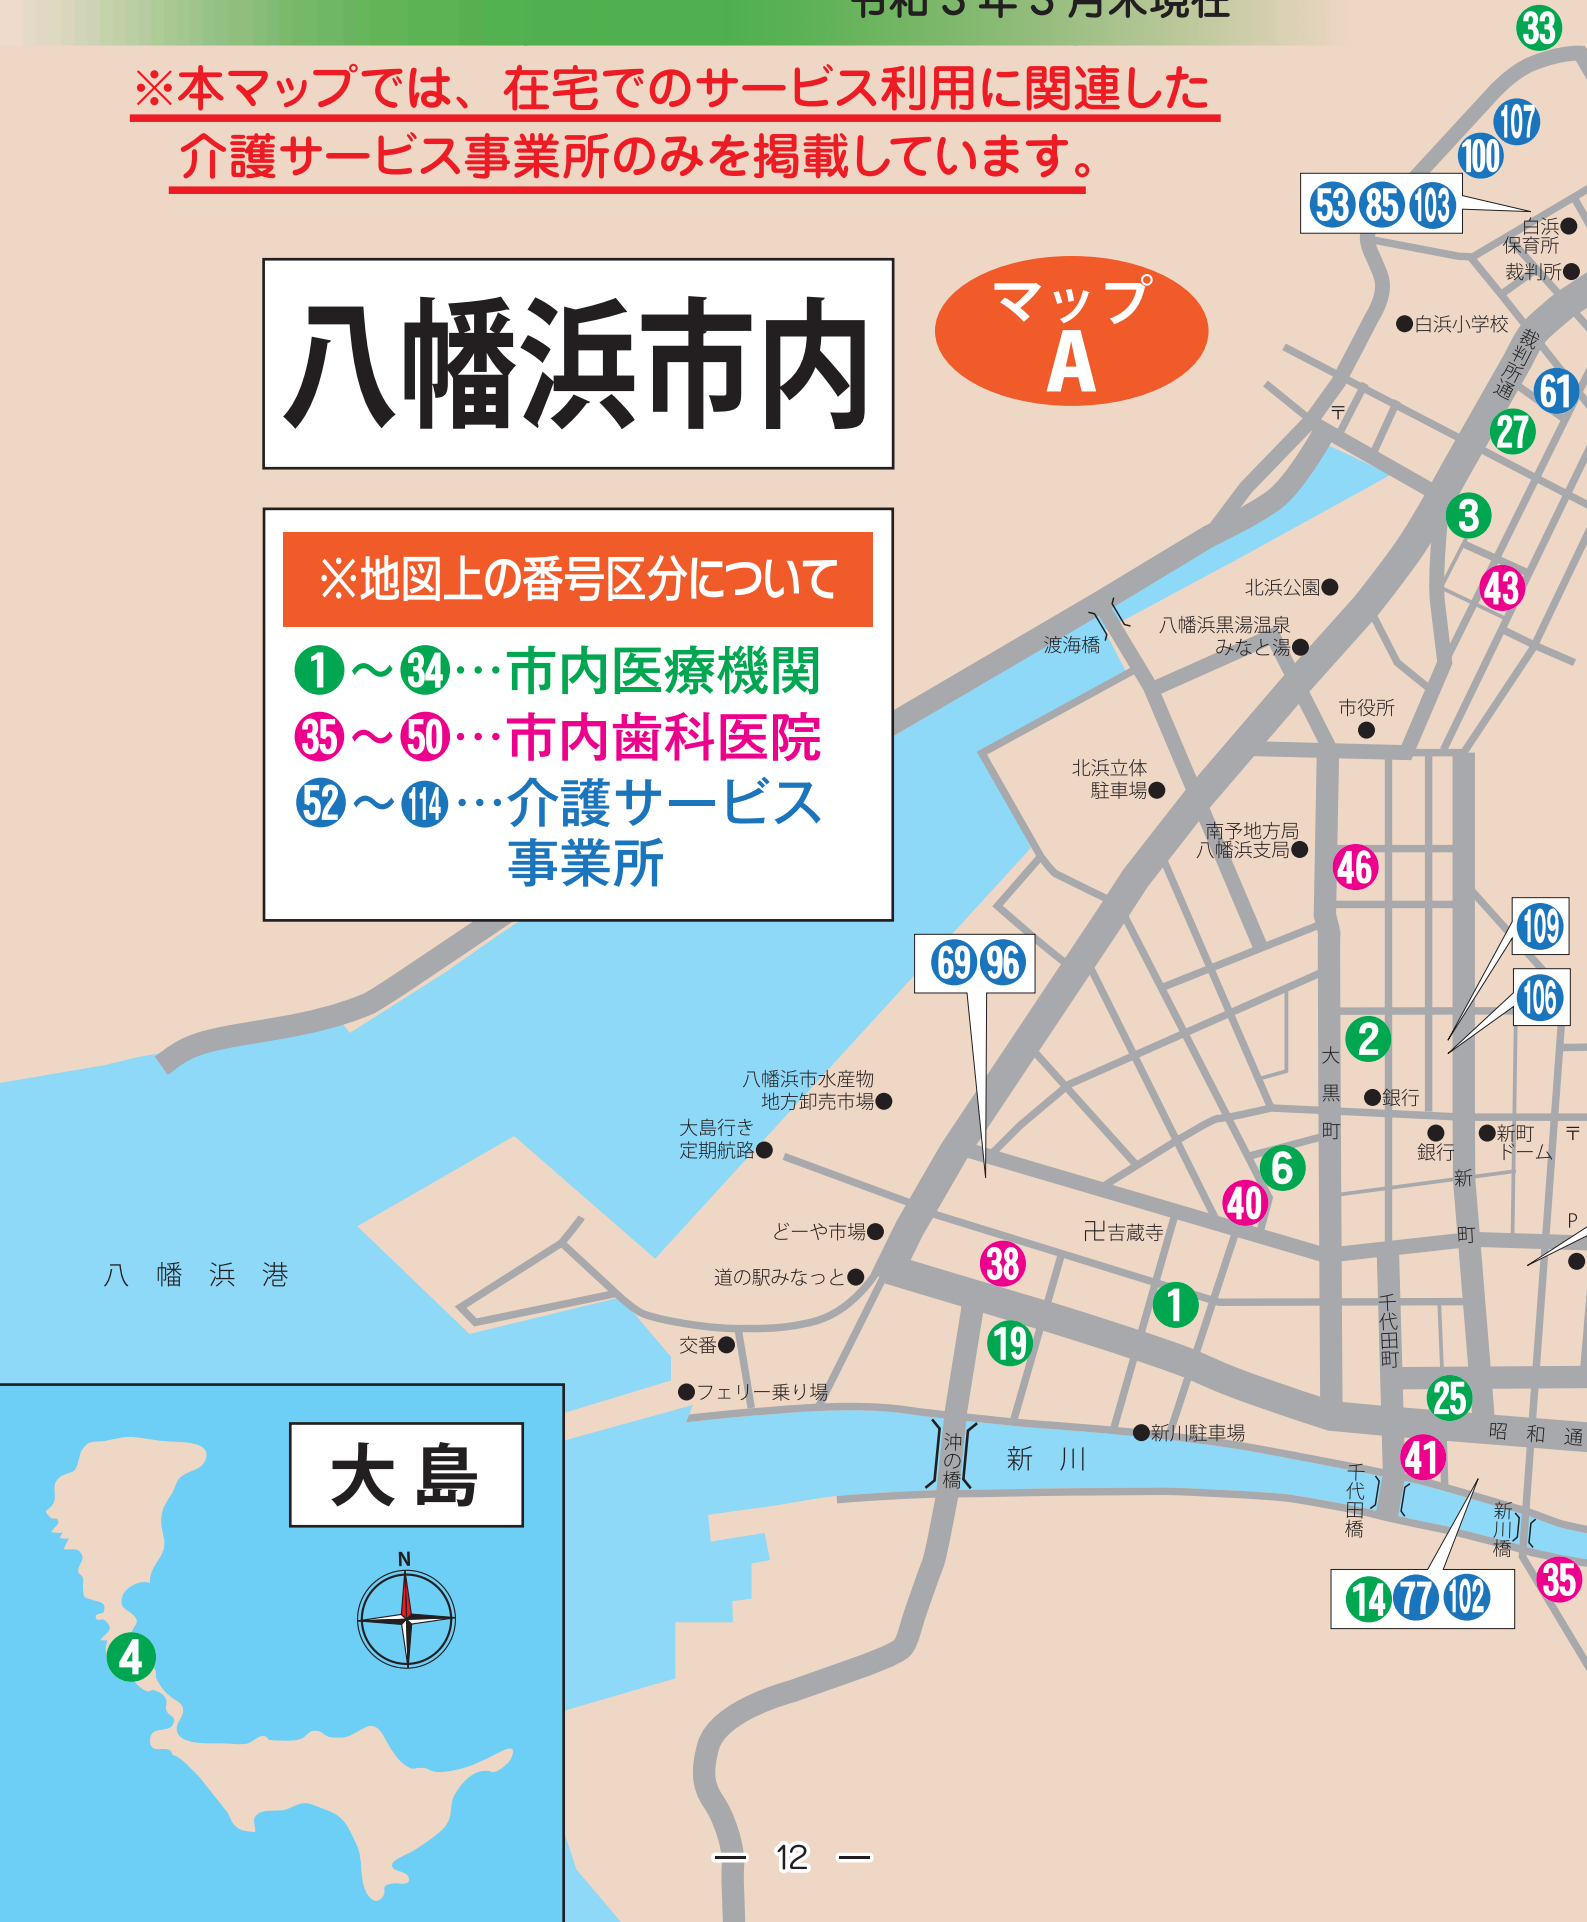 令和3年3月末現在
※本マップでは、在宅でのサービス利用に関連した
介護サービス事業所のみを掲載しています。
八幡浜市内
マップ
A
※地図上の番号区分について
1～34…市内医療機関
35～50…市内歯科医院
52～114…介護サービス
事業所
33
107
100
53 85 103
白浜
保育所
裁判所
白浜小学校
裁判所通
61
27
〒
3
43
北浜公園
八幡浜黒湯温泉
みなと湯
渡海橋
市役所
北浜立体
駐車場
南予地方局
八幡浜支局
46
109
69 96
106
2
大黒町
銀行
八幡浜市水産物
地方卸売市場
大島行き
定期航路
銀行
新町
ドーム
〒
6
新町
40
P
どーや市場
卍吉蔵寺
38
道の駅みなっと
八幡浜港
1
千代田町
19
交番
フェリー乗り場
25
昭和通
新川駐車場
沖の橋
新川
41
千代田橋
新川橋
35
14 77 102
大島
N
4
― 12 ―